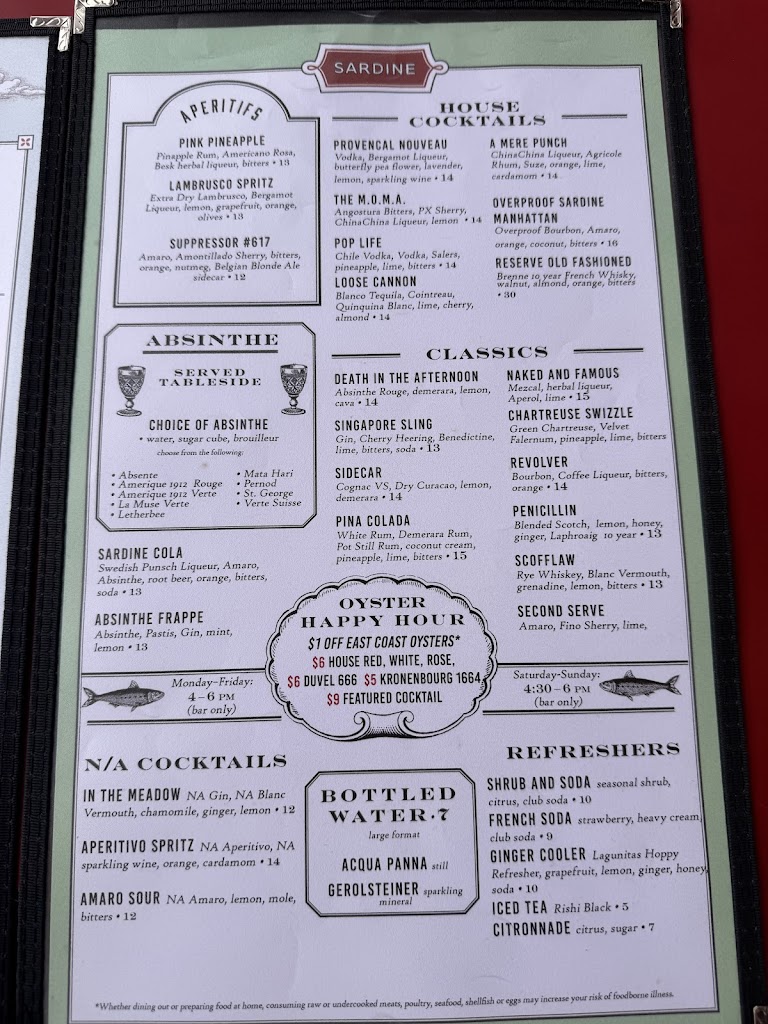 SARDINE
APERITIFS
PINK PINEAPPLE
Pinapple Rum, Americano Rosa,
Besk herbal liqueur, bitters • 13
LAMBRUSCO SPRITZ
Extra Dry Lambrusco, Bergamot
Liqueur, lemon, grapefruit, orange,
olives • 13
SUPPRESSOR #617
Amaro, Amontillado Sherry, bitters,
orange, nutmeg, Belgian Blonde Ale
sidecar • 12
HOUSE
COCKTAILS
PROVENCAL NOUVEAU
Vodka, Bergamot Liqueur,
butterfly pea flower, lavender,
lemon, sparkling wine • 14
THE M.O.M.A.
Angostura Bitters, PX Sherry,
ChinaChina Liqueur, lemon • 14
POP LIFE
Chile Vodka, Vodka, Salers,
pineapple, lime, bitters • 14
LOOSE CANNON
Blanco Tequila, Cointreau,
Quinquina Blanc, lime, cherry,
almond • 14
A MERE PUNCH
ChinaChina Liqueur, Agricole
Rhum, Suze, orange, lime,
cardamom • 14
OVERPROOF SARDINE
MANHATTAN
Overproof Bourbon, Amaro,
orange, coconut, bitters • 16
RESERVE OLD FASHIONED
Brenne 10 year French Whisky,
walnut, almond, orange, bitters
• 30
ABSINTHE
SERVED
TABLESIDE
CHOICE OF ABSINTHE
• water, sugar cube, brouilleur
choose from the following:
• Absente
• Amerique 1912 Rouge
• Amerique 1912 Verte
• La Muse Verte
• Letherbee
• Mata Hari
• Pernod
• St. George
• Verte Suisse
SARDINE COLA
Swedish Punsch Liqueur, Amaro,
Absinthe, root beer, orange, bitters,
soda • 13
ABSINTHE FRAPPE
Absinthe, Pastis, Gin, mint,
lemon • 13
CLASSICS
DEATH IN THE AFTERNOON
Absinthe Rouge, demerara, lemon,
cava • 14
SINGAPORE SLING
Gin, Cherry Heering, Benedictine,
lime, bitters, soda • 13
SIDECAR
Cognac VS, Dry Curacao, lemon,
demerara • 14
PINA COLADA
White Rum, Demerara Rum,
Pot Still Rum, coconut cream,
pineapple, lime, bitters • 15
NAKED AND FAMOUS
Mezcal, herbal liqueur,
Aperol, lime • 15
CHARTREUSE SWIZZLE
Green Chartreuse, Velvet
Falernum, pineapple, lime, bitters
REVOLVER
Bourbon, Coffee Liqueur, bitters,
orange • 14
PENICILLIN
Blended Scotch, lemon, honey,
ginger, Laphroaig 10 year • 13
SCOFFLAW
Rye Whiskey, Blanc Vermouth,
grenadine, lemon, bitters • 13
SECOND SERVE
Amaro, Fino Sherry, lime,
Monday–Friday:
4–6 PM
(bar only)
OYSTER
HAPPY HOUR
$1 OFF EAST COAST OYSTERS*
$6 HOUSE RED, WHITE, ROSE,
$6 DUVEL 666 $5 KRONENBOURG 1664,
$9 FEATURED COCKTAIL
Saturday-Sunday:
4:30–6 PM
(bar only)
N/A COCKTAILS
IN THE MEADOW NA Gin, NA Blanc
Vermouth, chamomile, ginger, lemon • 12
APERITIVO SPRITZ NA Aperitivo, NA
sparkling wine, orange, cardamom • 14
AMARO SOUR NA Amaro, lemon, mole,
bitters • 12
BOTTLED
WATER • 7
large format
ACQUA PANNA still
GEROLSTEINER sparkling
mineral
REFRESHERS
SHRUB AND SODA seasonal shrub,
citrus, club soda • 10
FRENCH SODA strawberry, heavy cream,
club soda • 9
GINGER COOLER Lagunitas Hoppy
Refresher, grapefruit, lemon, ginger, honey,
soda • 10
ICED TEA Rishi Black • 5
CITRONNADE citrus, sugar • 7
*Whether dining out or preparing food at home, consuming raw or undercooked meats, poultry, seafood, shellfish or eggs may increase your risk of foodborne illness.